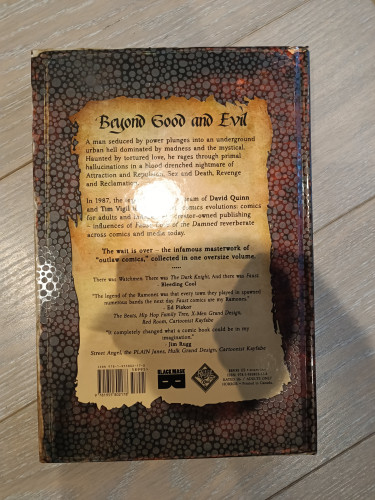 Beyond Good and Evil
A man seduced by power plunges into an underground
urban hell dominated by madness and the mystical.
Haunted by tortured love, he rages through primal
hallucinations in a blood drenched nightmare of
Attraction and Repulsion, Sex and Death, Revenge
and Reclamation.
In 1987, the team of David Quinn
and Tim Vigil comics evolutions: comics
for adults and creator-owned publishing
- influences of Faust: Love of the Damned reverberate
across comics and media today.
The wait is over - the infamous masterwork of
"outlaw comics," collected in one oversize volume.
.....
There was Watchmen. There was The Dark Knight. And there was Faust.
Bleeding Cool
"The legend of the Ramones was that every town they played in spawned
numerous bands the next day. Faust comics are my Ramones."
- Ed Piskor
The Beats, Hip Hop Family Tree, X-Men Grand Design,
Red Room, Cartoonist Kayfabe
"It completely changed what a comic book could be in my
imagination."
- Jim Rugg
Street Angel, the PLAIN Janes, Hulk Grand Design, Cartoonist Kayfabe
BLACK MASK